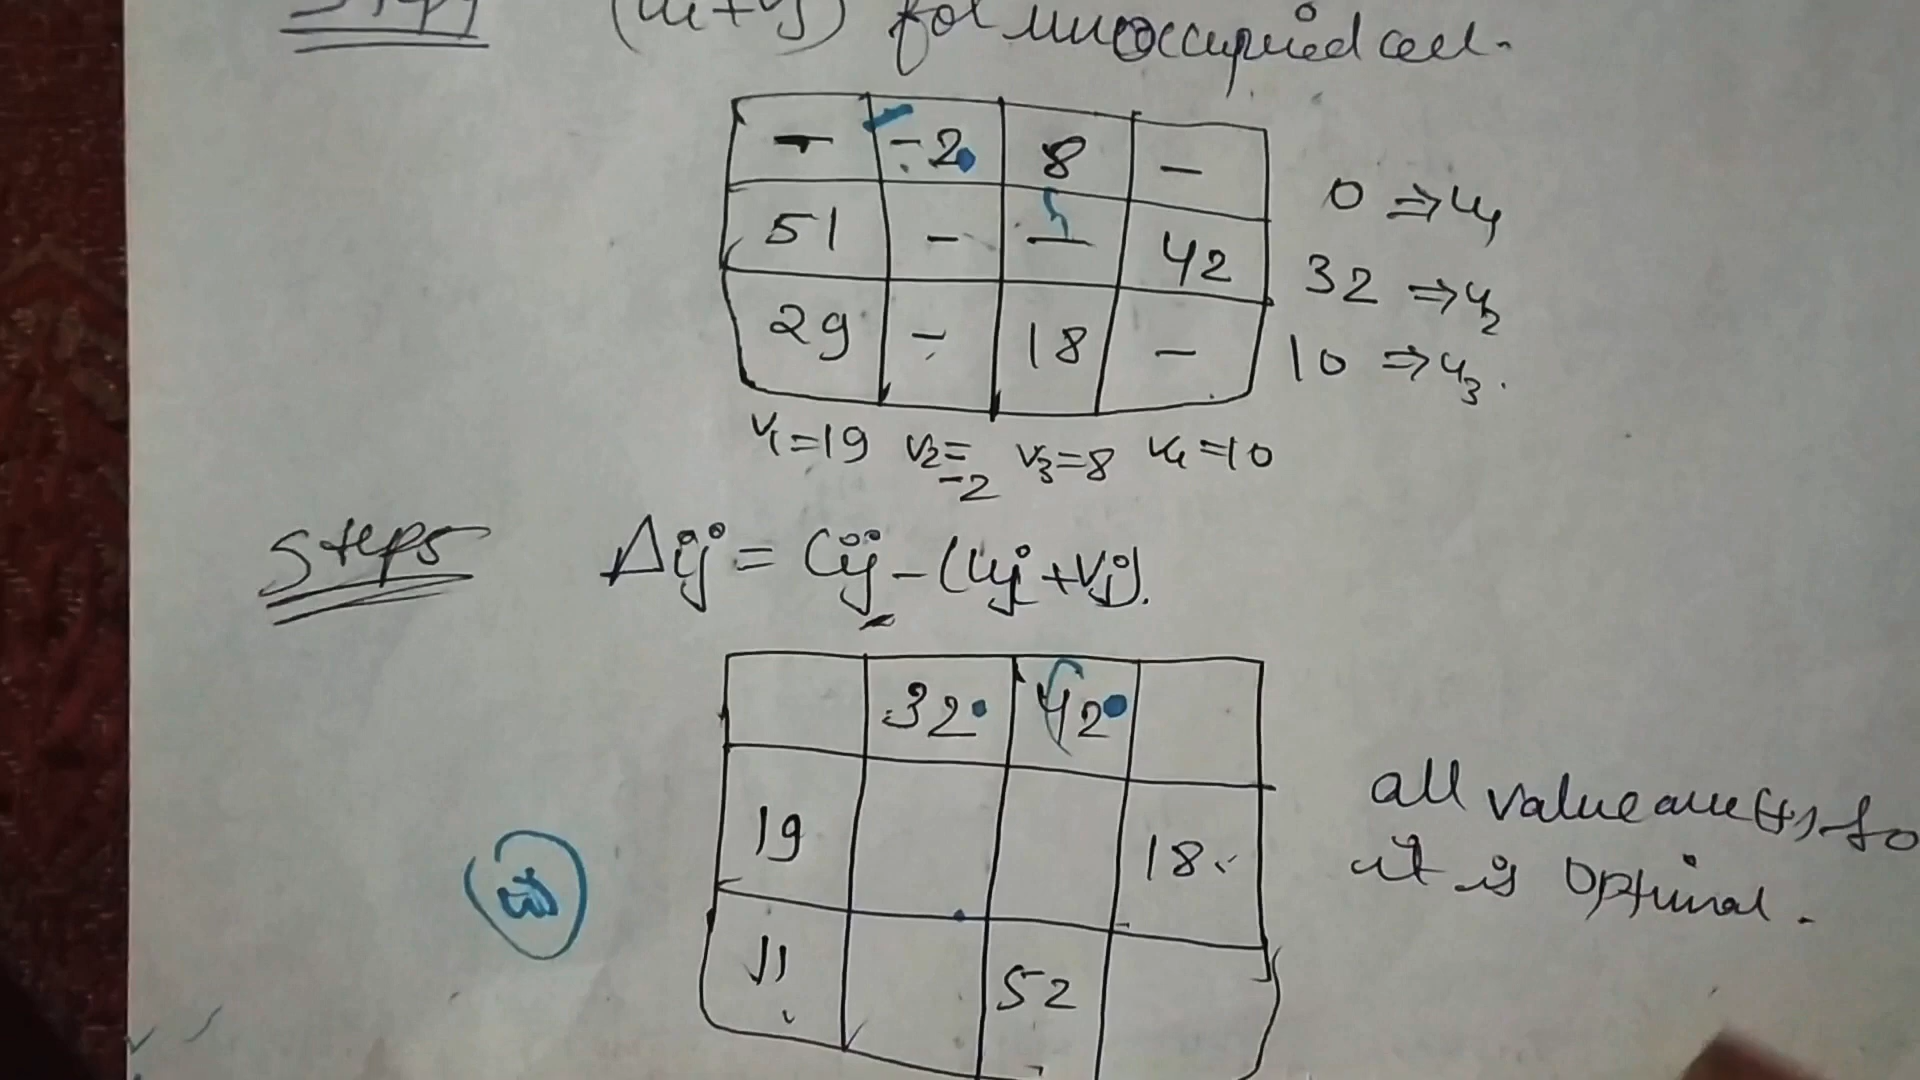 (ui+vj) for unoccupied cell.
- -2 8 -
0 ⇒ u1
51 - - 42
32 ⇒ u2
29 - 18 -
10 ⇒ u3.
v1=19 v2=-2 v3=8 v4=10
Step5 Δij = Cij-(ui+vj).
32 42
19 18
all value are (+) so
it is optimal.
11 52